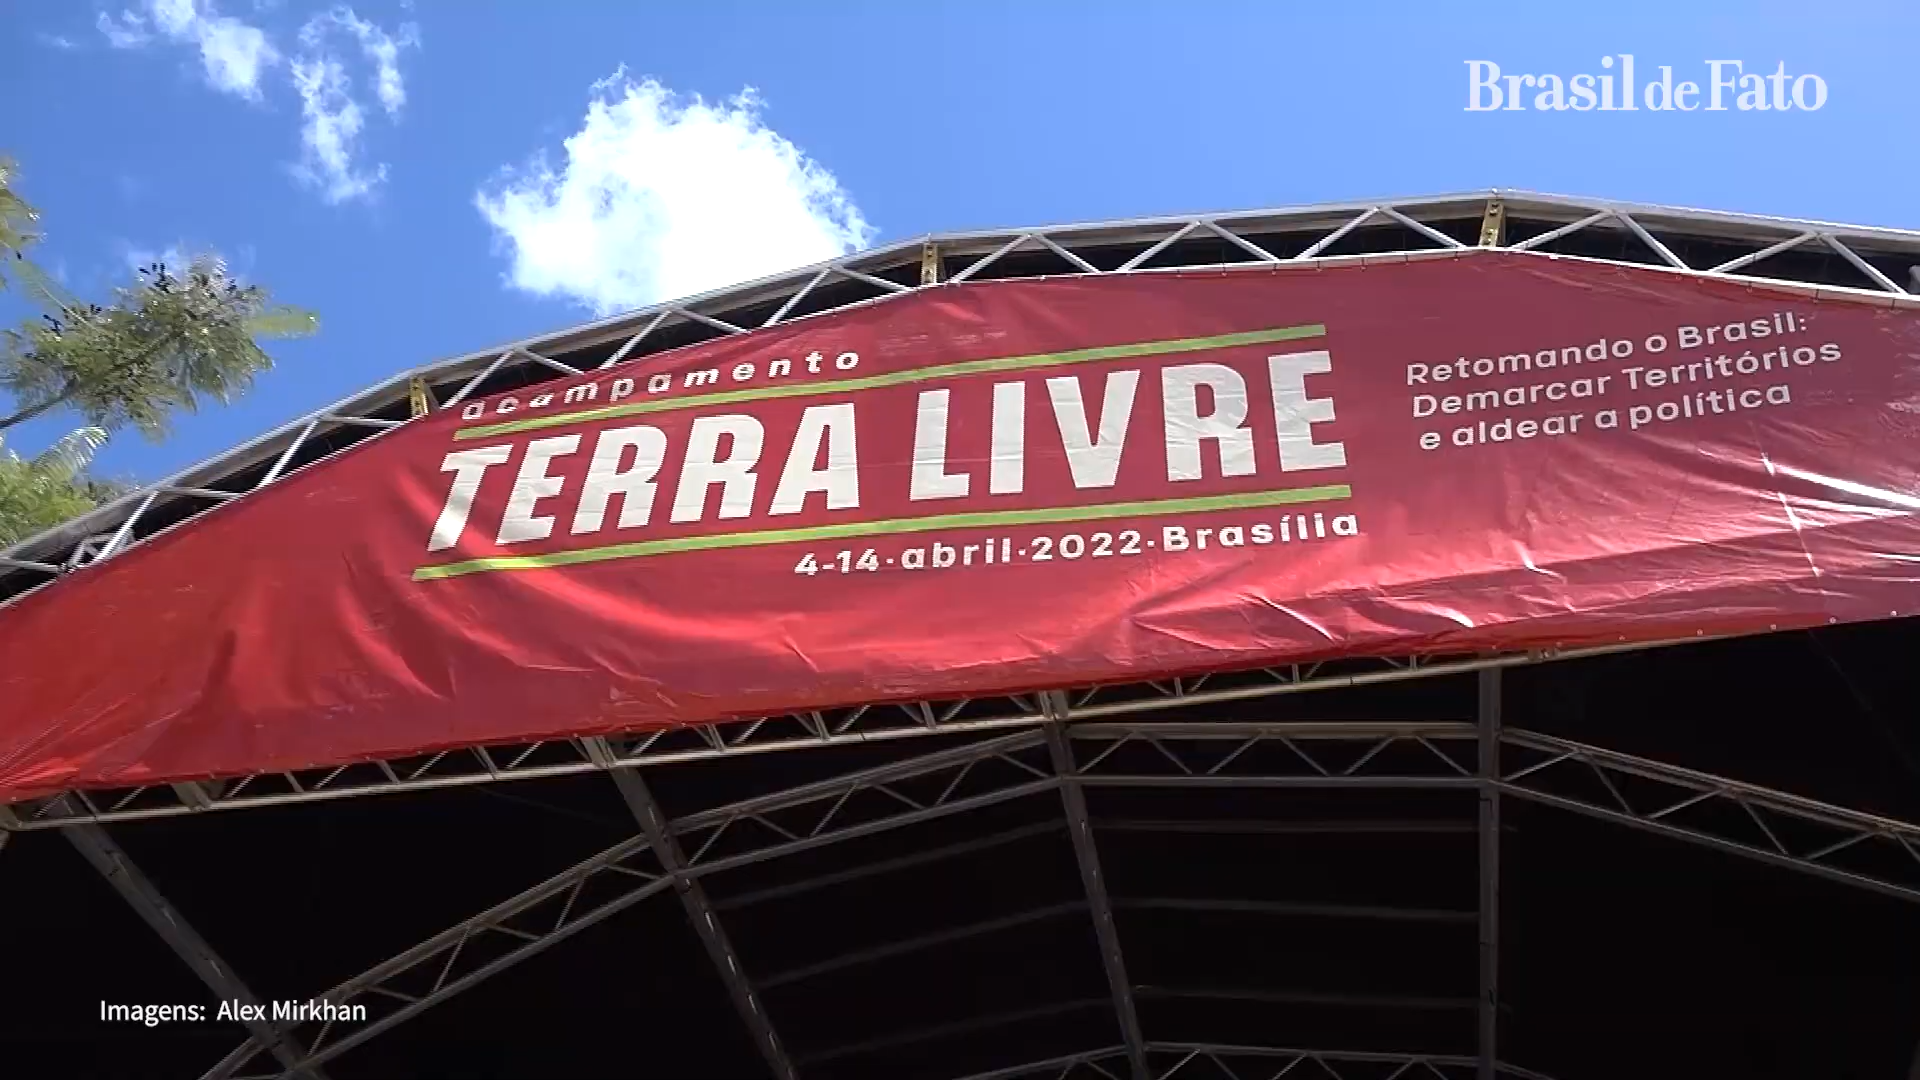 Brasil de Fato
acampamento
TERRA LIVRE
4-14·abril·2022·Brasília
Retomando o Brasil:
Demarcar Territórios
e aldear a política
Imagens: Alex Mirkhan